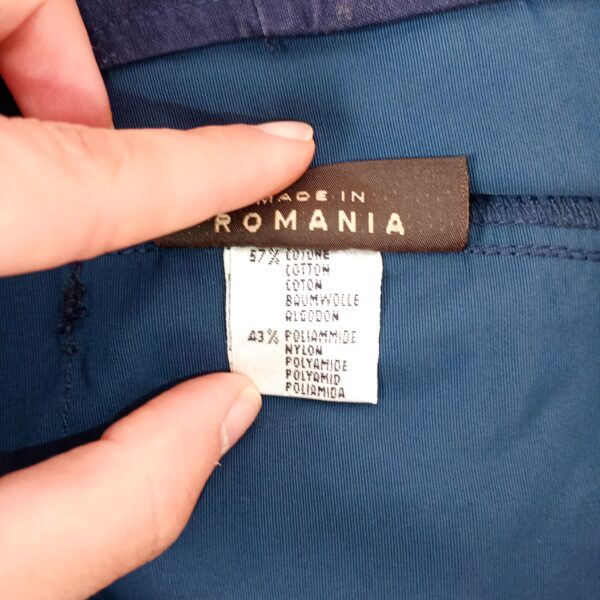 MADE IN
ROMANIA
57% COTONE
COTTON
COTON
BAUMWOLLE
ALGODON
43% POLIAMMIDE
NYLON
POLYAMIDE
POLYAMID
POLIAMIDA